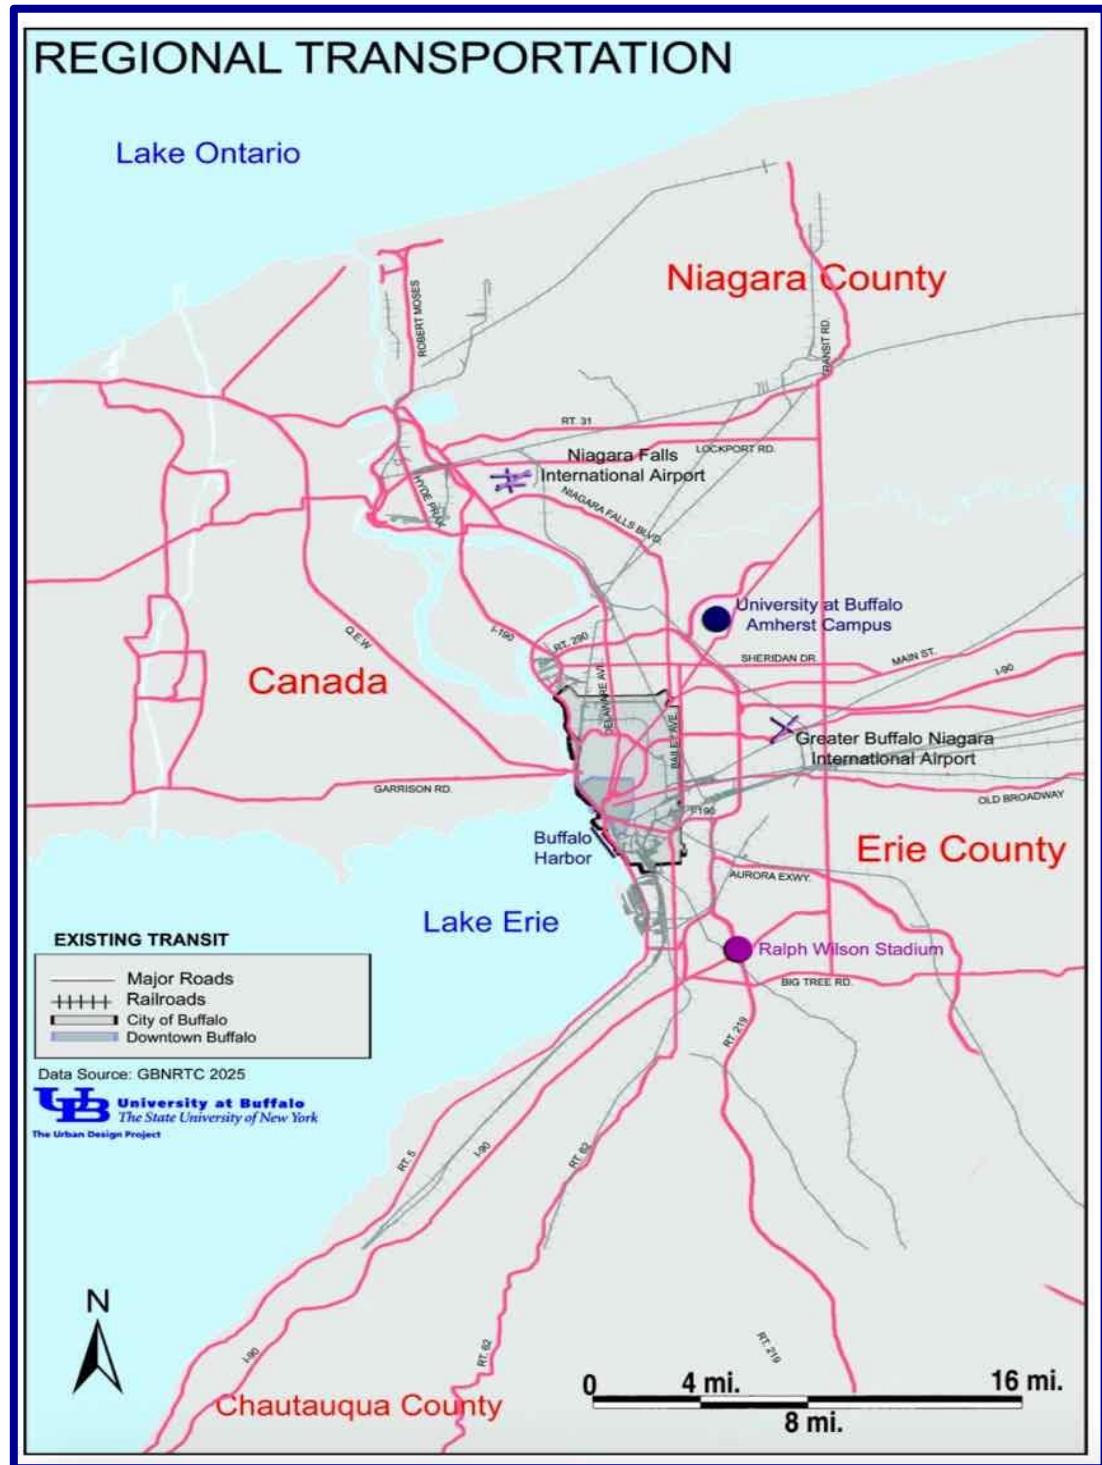 REGIONAL TRANSPORTATION
Lake Ontario
Niagara County
ROBERT MOSES
TRANSIT RD.
RT. 31
LOCKPORT RD.
Niagara Falls
International Airport
HYDE PRAK
NIAGARA FALLS BLVD.
University at Buffalo
Amherst Campus
Q.E.W
I-190
RT. 290
SHERIDAN DR.
MAIN ST.
I-90
Canada
DELAWARE AVE.
BAILEY AVE.
Greater Buffalo Niagara
International Airport
GARRISON RD.
OLD BROADWAY
I-190
Buffalo
Harbor
Erie County
AURORA EXWY.
Lake Erie
Ralph Wilson Stadium
BIG TREE RD.
EXISTING TRANSIT
Major Roads
Railroads
City of Buffalo
Downtown Buffalo
Data Source: GBNRTC 2025
UB
University at Buffalo
The State University of New York
The Urban Design Project
RT. 219
RT. 5
I-90
RT. 62
N
I-90
RT. 62
RT. 219
Chautauqua County
0 4 mi. 16 mi.
8 mi.